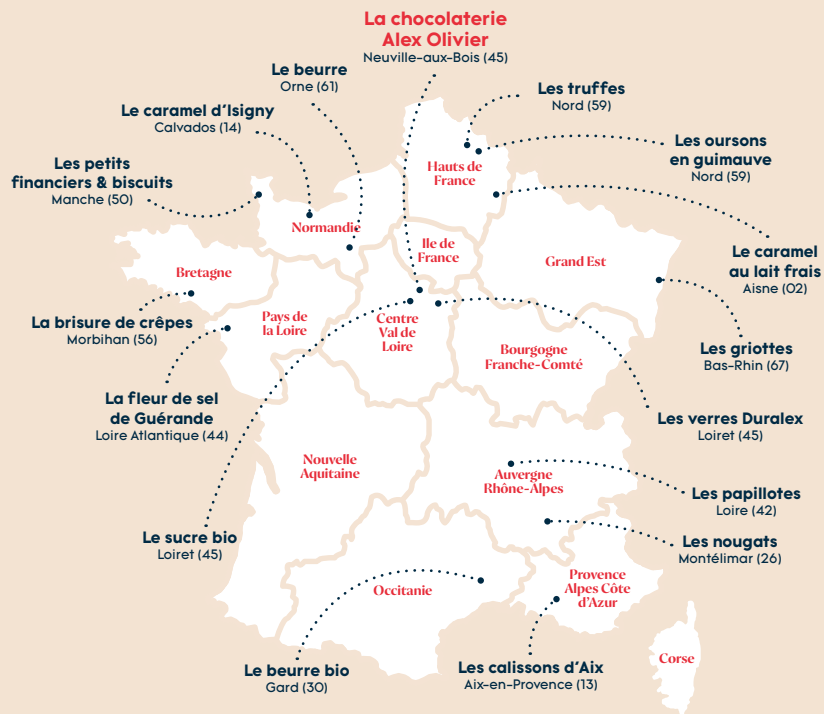 La chocolaterie
Alex Olivier
Neuville-aux-Bois (45)
Le beurre
Orne (61)
Les truffes
Nord (59)
Le caramel d'Isigny
Calvados (14)
Les oursons
en guimauve
Nord (59)
Les petits
financiers & biscuits
Manche (50)
Hauts de
France
Normandie
Ile de
France
Grand Est
Le caramel
au lait frais
Aisne (02)
Bretagne
La brisure de crêpes
Morbihan (56)
Pays de
la Loire
Centre
Val de
Loire
Bourgogne
Franche-Comté
Les griottes
Bas-Rhin (67)
La fleur de sel
de Guérande
Loire Atlantique (44)
Les verres Duralex
Loiret (45)
Nouvelle
Aquitaine
Auvergne
Rhône-Alpes
Les papillotes
Loire (42)
Le sucre bio
Loiret (45)
Les nougats
Montélimar (26)
Occitanie
Provence
Alpes Côte
d'Azur
Corse
Le beurre bio
Gard (30)
Les calissons d'Aix
Aix-en-Provence (13)